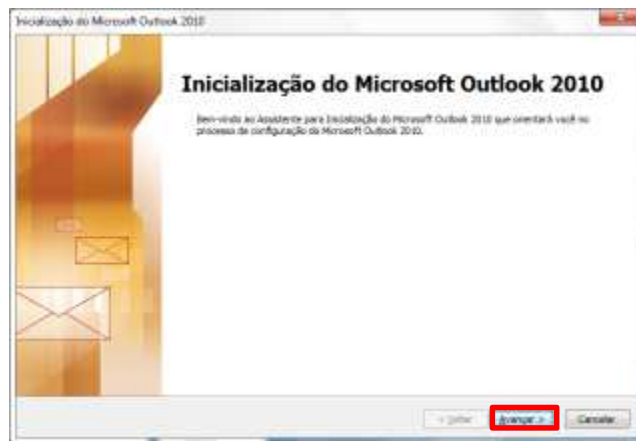 Inicialização do Microsoft Outlook 2010
Inicialização do Microsoft Outlook 2010
Bem-vindo ao Assistente para Inicialização do Microsoft Outlook 2010 que orientará você no
processo de configuração do Microsoft Outlook 2010.
< Voltar Avançar > Cancelar